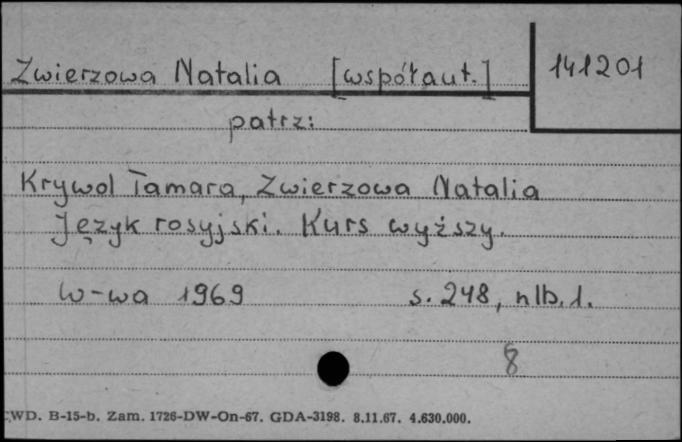 Zwierzowa Natalia [współaut.] 141201
patrz:
Krywol Tamara, Zwierzowa Natalia
Język rosyjski. Kurs wyższy.
W-wa 1969 s. 248, nlb. 1.
8
WD. B-15-b. Zam. 1726-DW-On-67. GDA-3198. 8.11.67. 4.630.000.